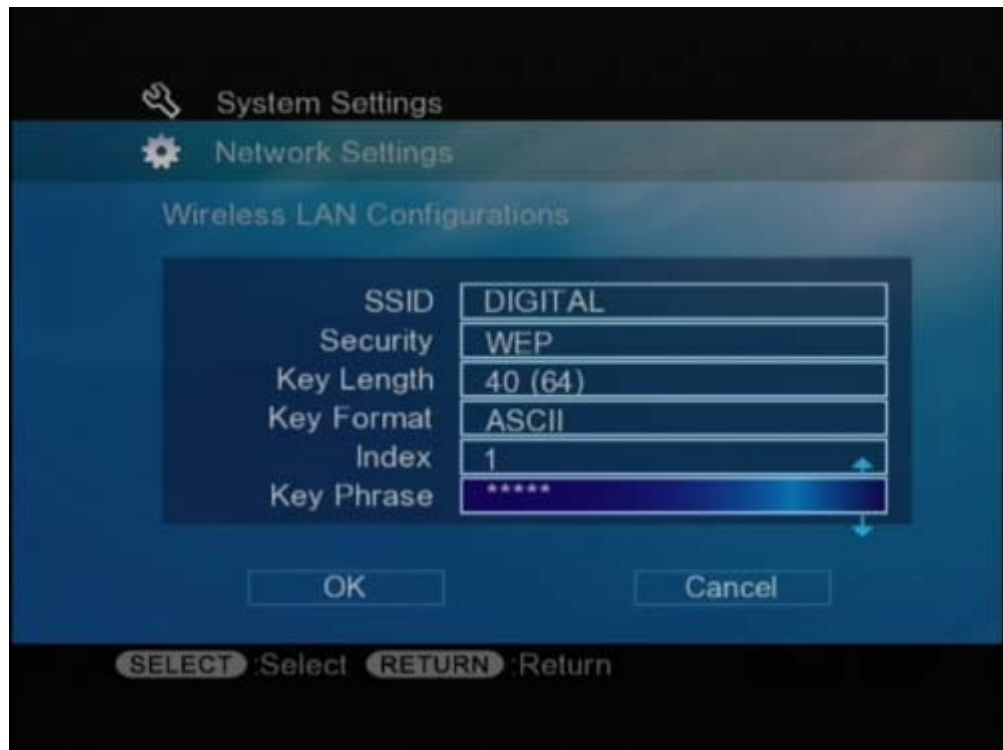 System Settings
Network Settings
Wireless LAN Configurations
SSID DIGITAL
Security WEP
Key Length 40 (64)
Key Format ASCII
Index 1
Key Phrase *****
OK Cancel
SELECT :Select RETURN :Return